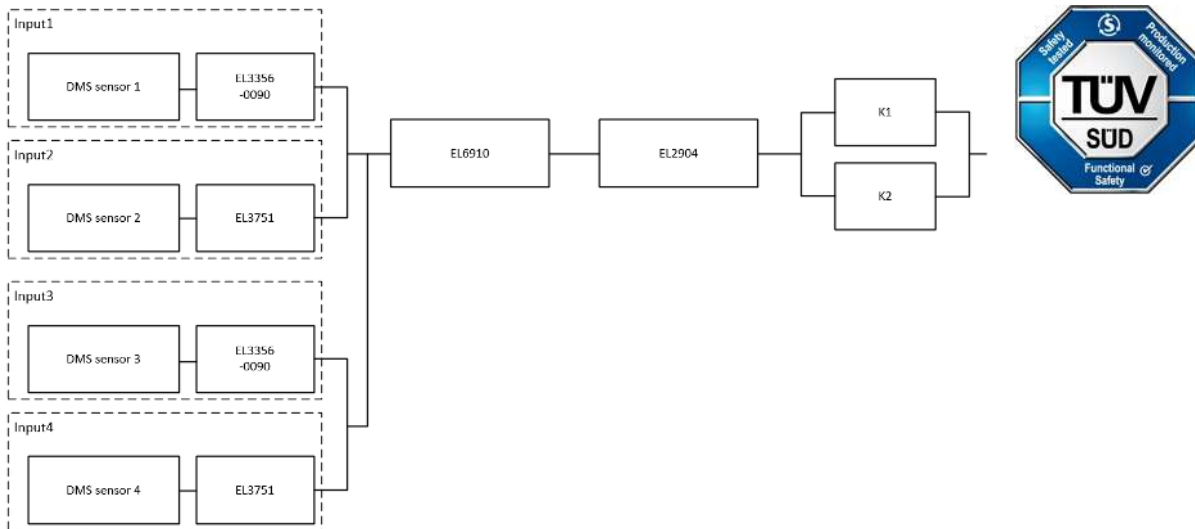 Input1
DMS sensor 1
EL3356
-0090
Input2
DMS sensor 2
EL3751
Input3
DMS sensor 3
EL3356
-0090
Input4
DMS sensor 4
EL3751
EL6910
EL2904
K1
K2
Safety
tested
S
Production
monitored
TÜV
SÜD
Functional
Safety